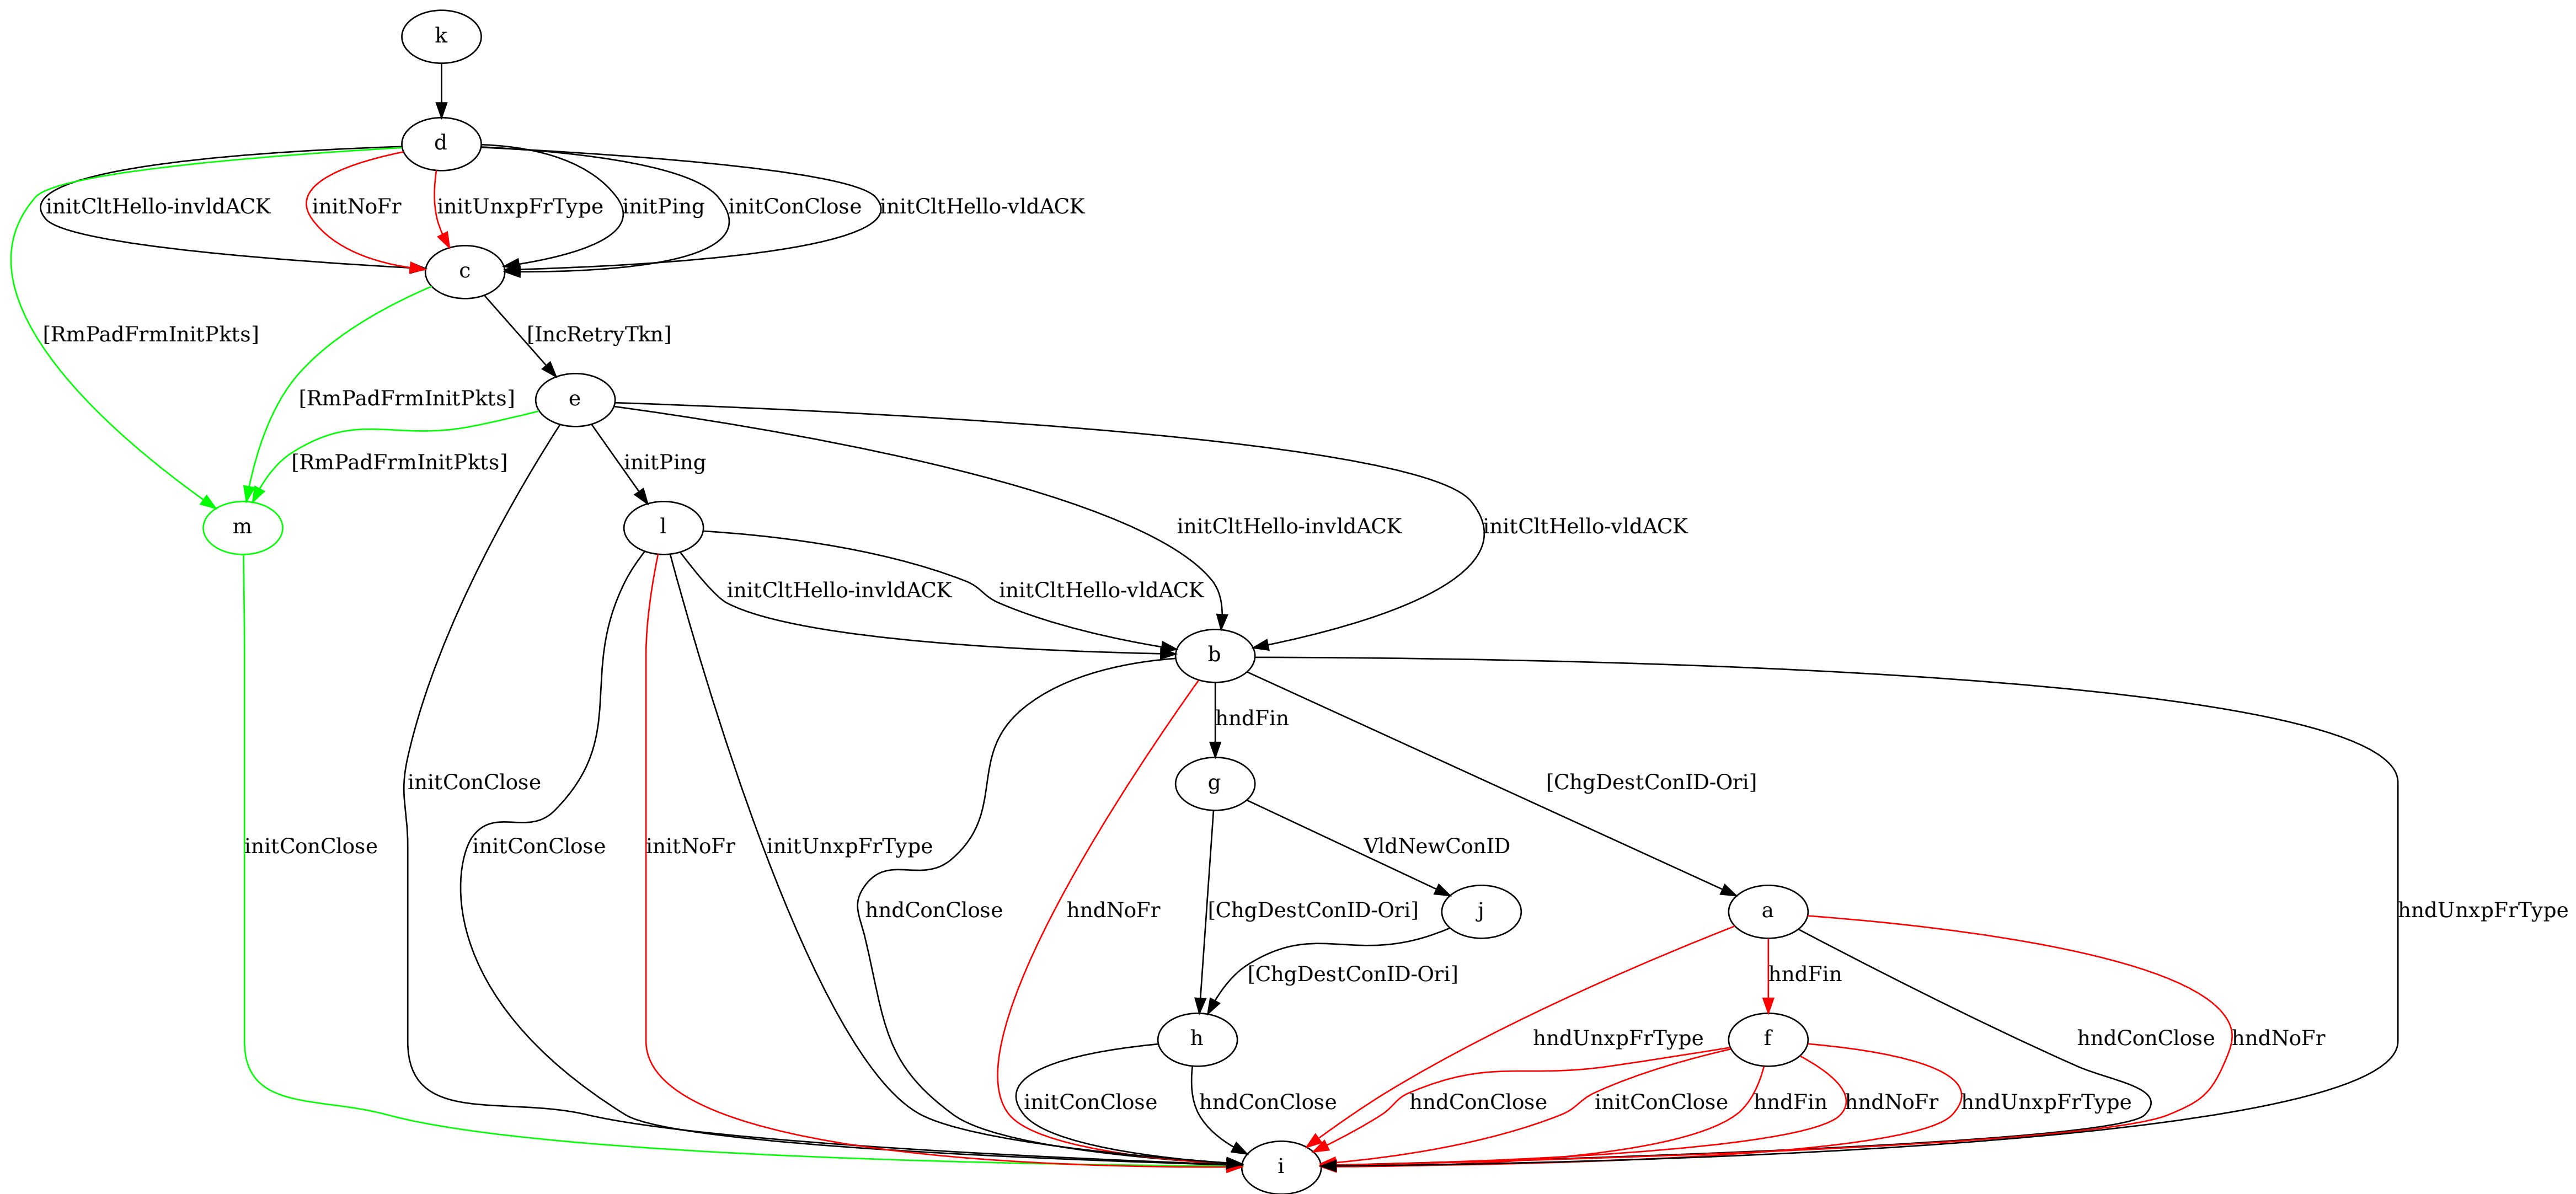 k
d
initCltHello-invldACK
initNoFr
initUnxpFrType
initPing
initConClose
initCltHello-vldACK
c
[RmPadFrmInitPkts]
[IncRetryTkn]
[RmPadFrmInitPkts]
e
[RmPadFrmInitPkts]
initPing
m
l
initCltHello-invldACK
initCltHello-vldACK
initCltHello-invldACK
initCltHello-vldACK
b
hndFin
initConClose
g
[ChgDestConID-Ori]
initConClose
initConClose
initNoFr
initUnxpFrType
VldNewConID
hndConClose
hndNoFr
[ChgDestConID-Ori]
j
a
hndUnxpFrType
[ChgDestConID-Ori]
hndFin
h
hndUnxpFrType
f
hndConClose
hndNoFr
initConClose
hndConClose
hndConClose
initConClose
hndFin
hndNoFr
hndUnxpFrType
i